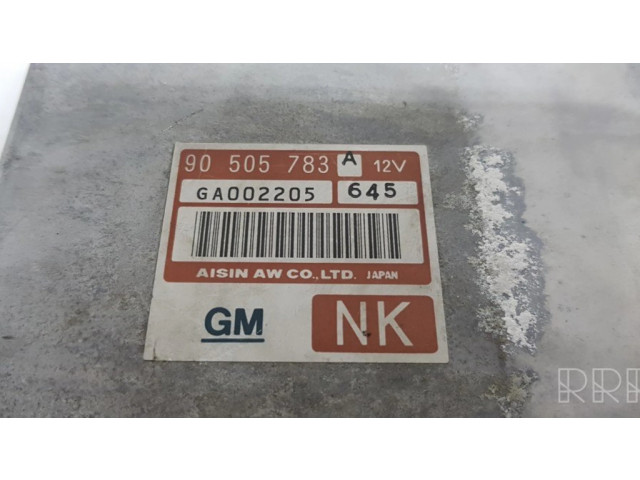 90 505 783 A 12V
GA002205 645
AISIN AW CO.,LTD. JAPAN
GM NK